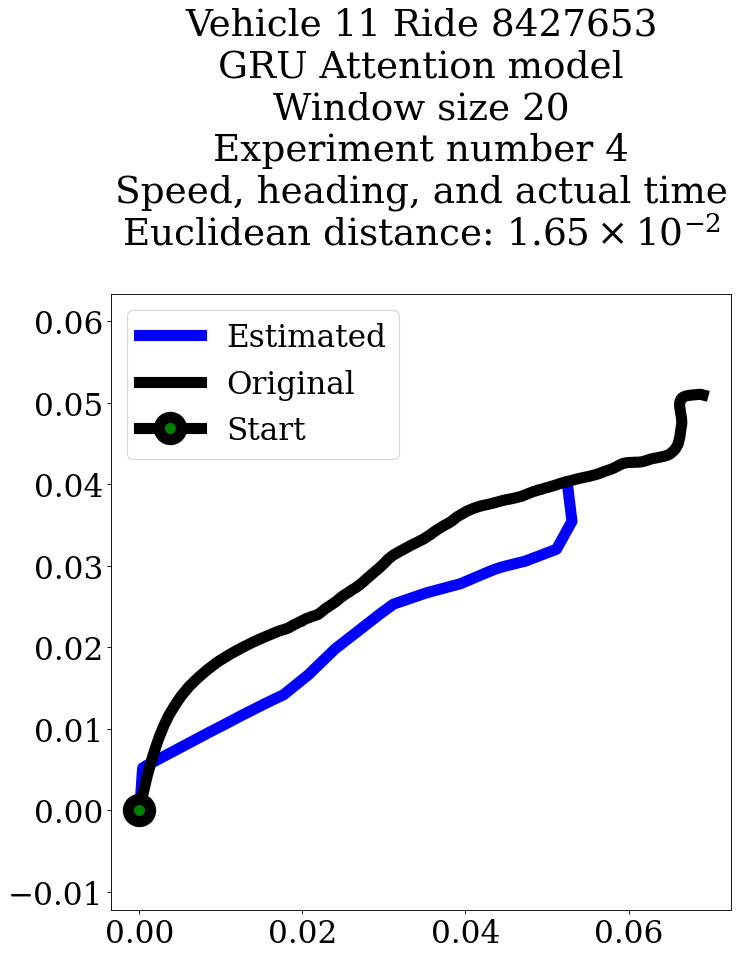 Vehicle 11 Ride 8427653
GRU Attention model
Window size 20
Experiment number 4
Speed, heading, and actual time
Euclidean distance: 1.65 × 10⁻²
Estimated
Original
Start
0.06
0.05
0.04
0.03
0.02
0.01
0.00
−0.01
0.00 0.02 0.04 0.06